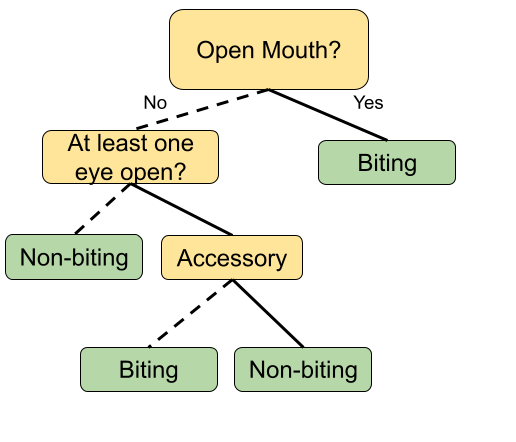 Open Mouth?
No
Yes
At least one
eye open?
Biting
Non-biting
Accessory
Biting
Non-biting